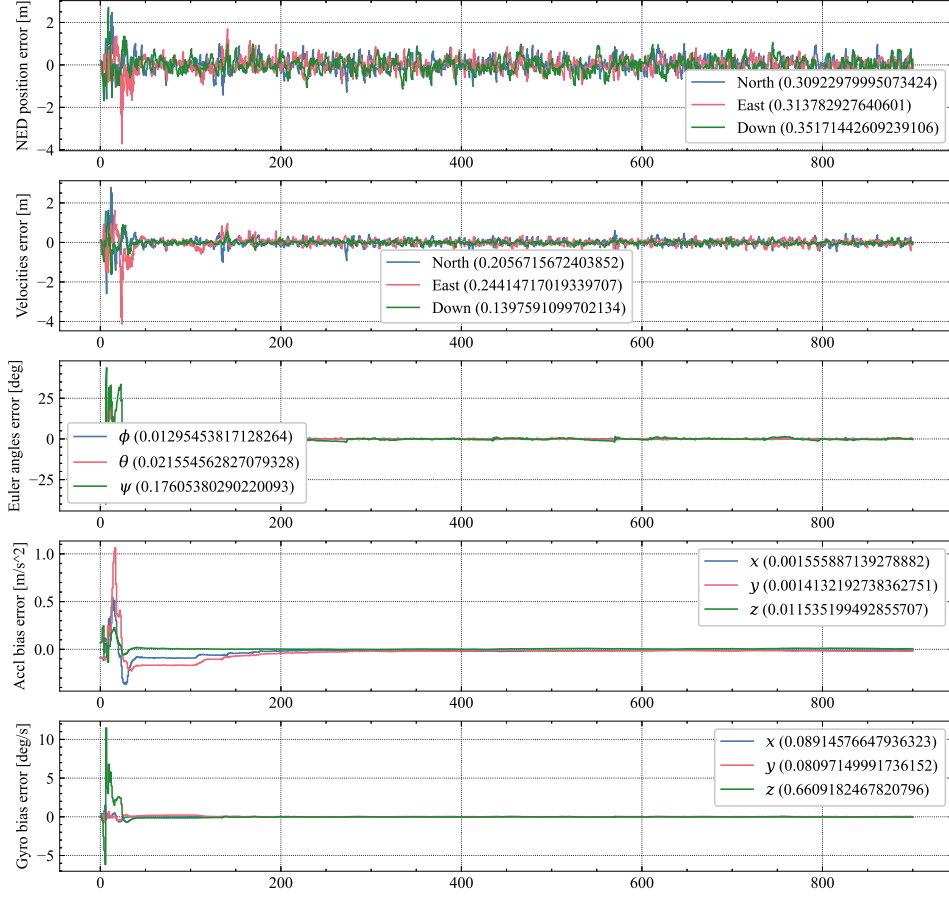 NED position error [m]
2
0
−2
−4
North (0.30922979995073424)
East (0.313782927640601)
Down (0.35171442609239106)
0 200 400 600 800
Velocities error [m]
2
0
−2
−4
North (0.2056715672403852)
East (0.24414717019339707)
Down (0.1397591099702134)
0 200 400 600 800
Euler angles error [deg]
25
0
−25
ϕ (0.01295453817128264)
θ (0.021554562827079328)
ψ (0.17605380290220093)
0 200 400 600 800
Accl bias error [m/s^2]
1.0
0.5
0.0
x (0.001555887139278882)
y (0.0014132192738362751)
z (0.011535199492855707)
0 200 400 600 800
Gyro bias error [deg/s]
10
5
0
−5
x (0.08914576647936323)
y (0.08097149991736152)
z (0.6609182467820796)
0 200 400 600 800